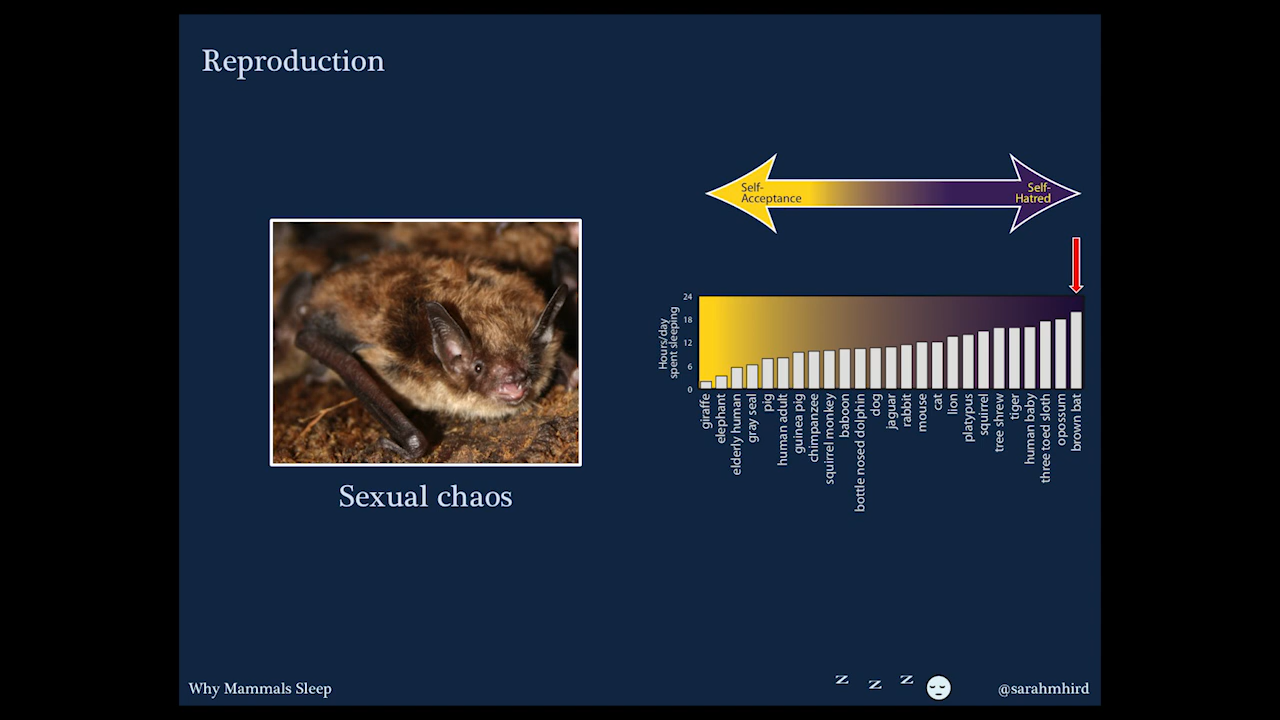 Reproduction
Self-
Acceptance
Self-
Hatred
Hours/day
spent sleeping
24
18
12
6
0
giraffe
elephant
elderly human
gray seal
pig
human adult
guinea pig
chimpanzee
squirrel monkey
baboon
bottle nosed dolphin
dog
jaguar
rabbit
mouse
cat
lion
platypus
squirrel
tree shrew
tiger
human baby
three toed sloth
opossum
brown bat
Sexual chaos
Why Mammals Sleep
z z z
@sarahmhird